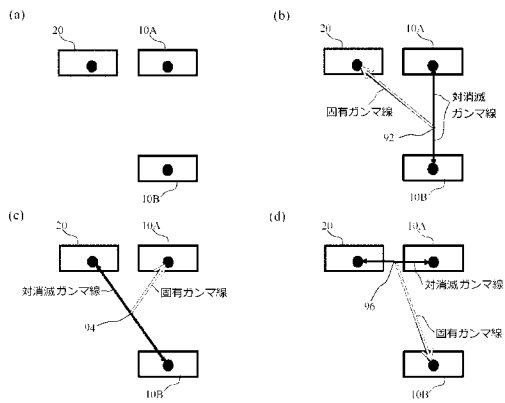 (a)
20
10A
10B
(b)
20
10A
固有ガンマ線
対消滅
ガンマ線
92
10B
(c)
20
10A
対消滅ガンマ線
固有ガンマ線
94
10B
(d)
20
10A
96
対消滅ガンマ線
固有ガンマ線
10B